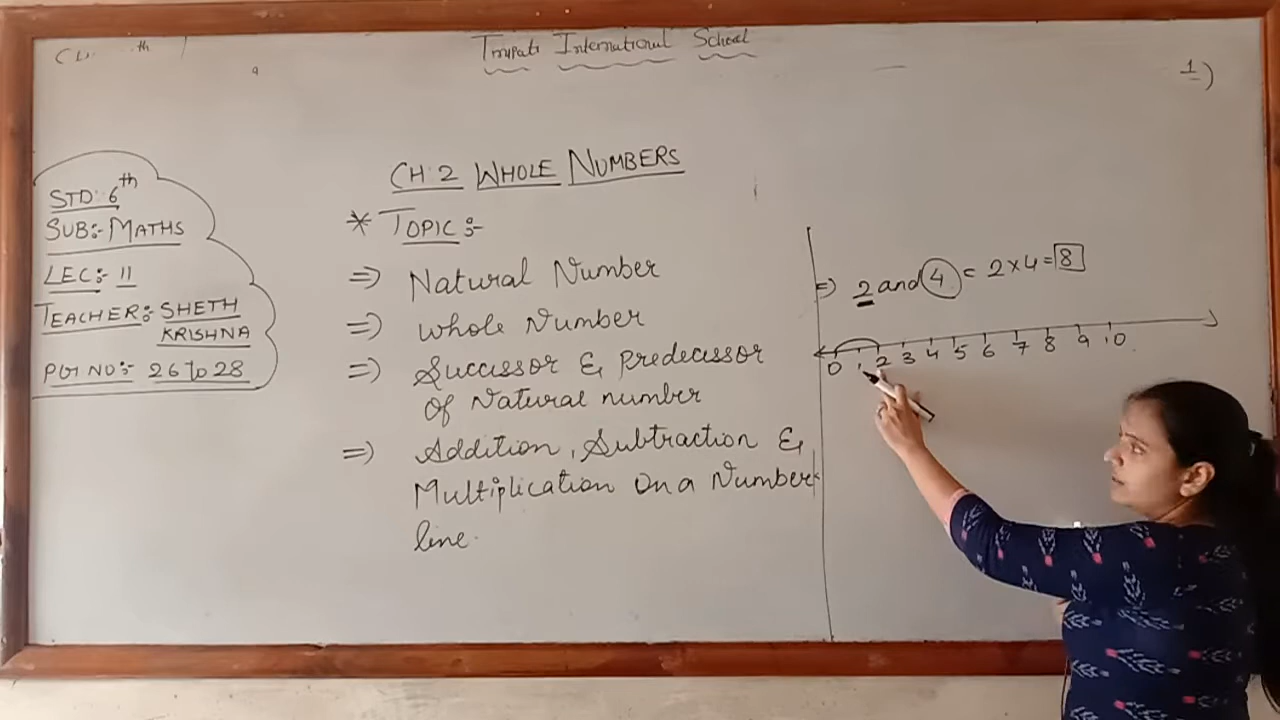 th
International School
1)
CH:2 WHOLE NUMBERS
STD:6th
SUB:- MATHS
LEC:- 11
TEACHER:- SHETH
KRISHNA
PG NO:- 26 to 28
* TOPIC:-
=) Natural Number
=) Whole Number
=) Successor & Predecessor
Of Natural number
=) Addition, Subtraction &
Multiplication On a Number
line.
=) 2 and 4 = 2×4=8
0 1 2 3 4 5 6 7 8 9 10